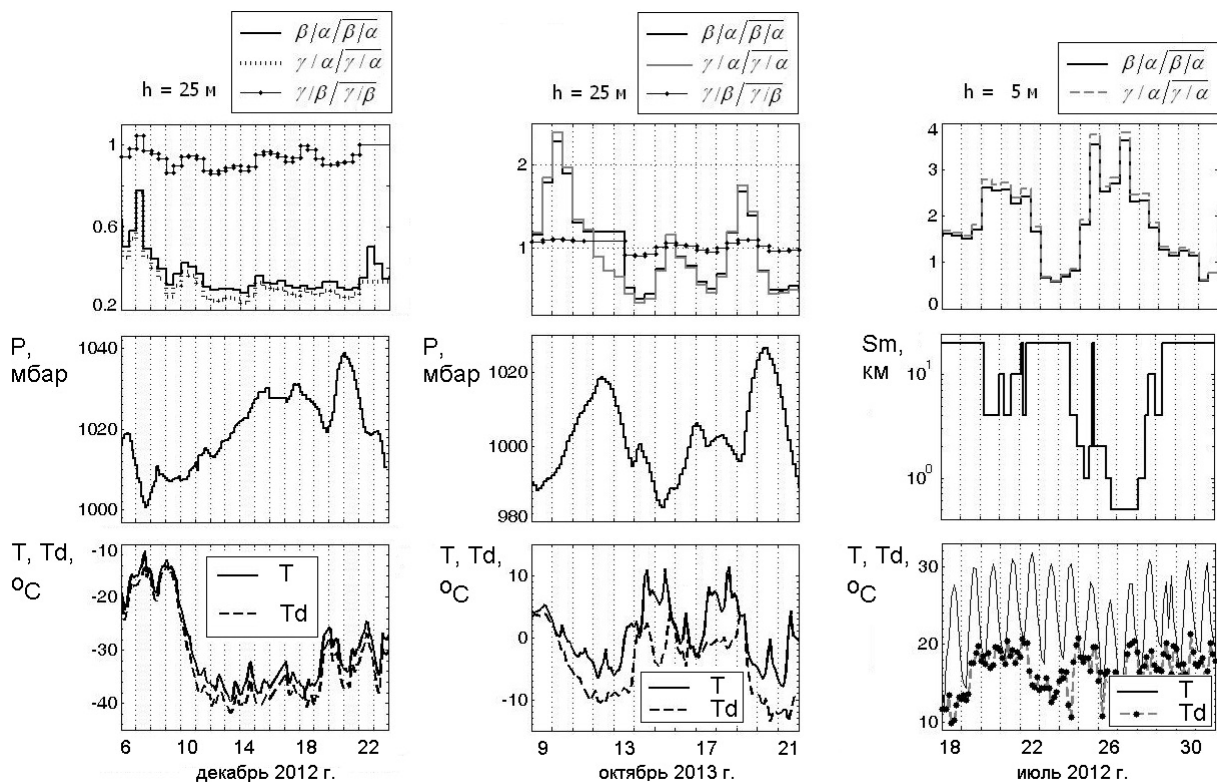 β/α/β/α
γ/α/γ/α
γ/β/γ/β
h = 25 м
1
0.6
0.2
P,
мбар
1040
1020
1000
T, Td,
ºC
-10
-20
-30
-40
T
Td
6
10
14
18
22
декабрь 2012 г.
β/α/β/α
γ/α/γ/α
γ/β/γ/β
h = 25 м
2
1
P,
мбар
1020
1000
980
T, Td,
ºC
10
0
-10
T
Td
9
13
17
21
октябрь 2013 г.
β/α/β/α
γ/α/γ/α
h = 5 м
4
3
2
1
0
Sm,
км
10¹
10⁰
T, Td,
ºC
30
20
10
T
Td
18
22
26
30
июль 2012 г.